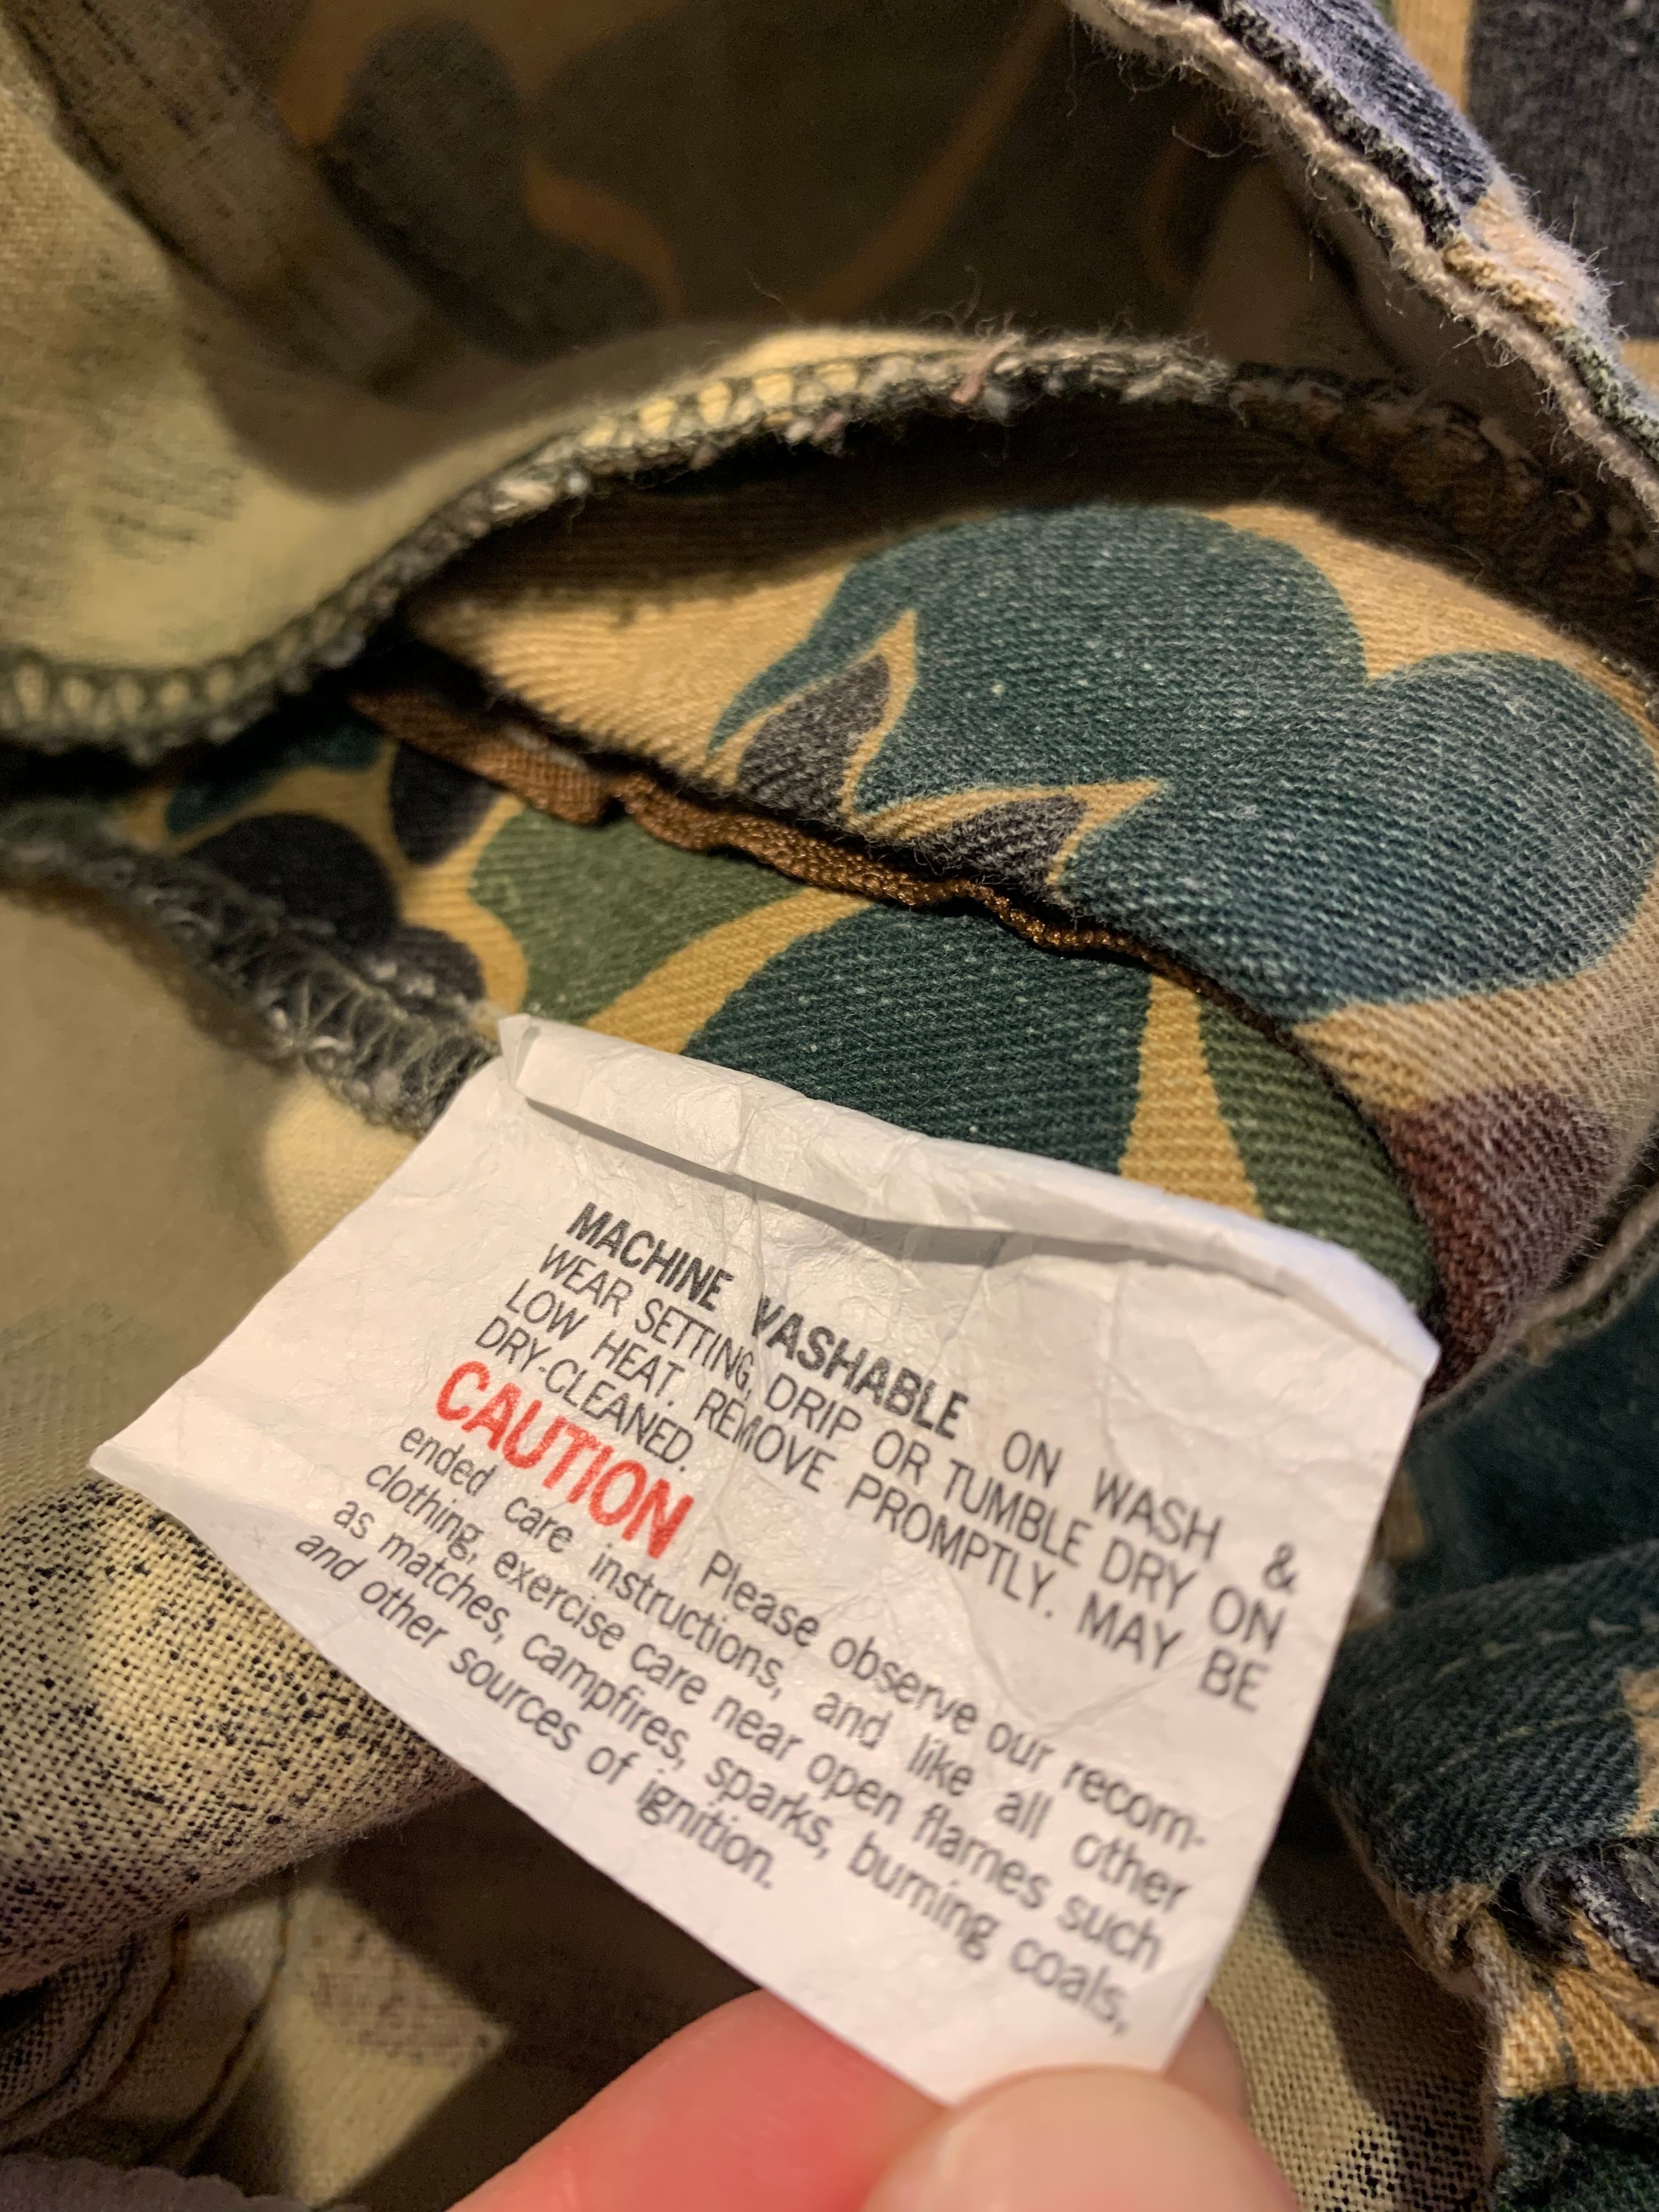 MACHINE WASHABLE ON WASH &
WEAR SETTING, DRIP OR TUMBLE DRY ON
LOW HEAT. REMOVE PROMPTLY. MAY BE
DRY-CLEANED.
CAUTION Please observe our recom-
ended care instructions, and like all other
clothing, exercise care near open flames such
as matches, campfires, sparks, burning coals,
and other sources of ignition.